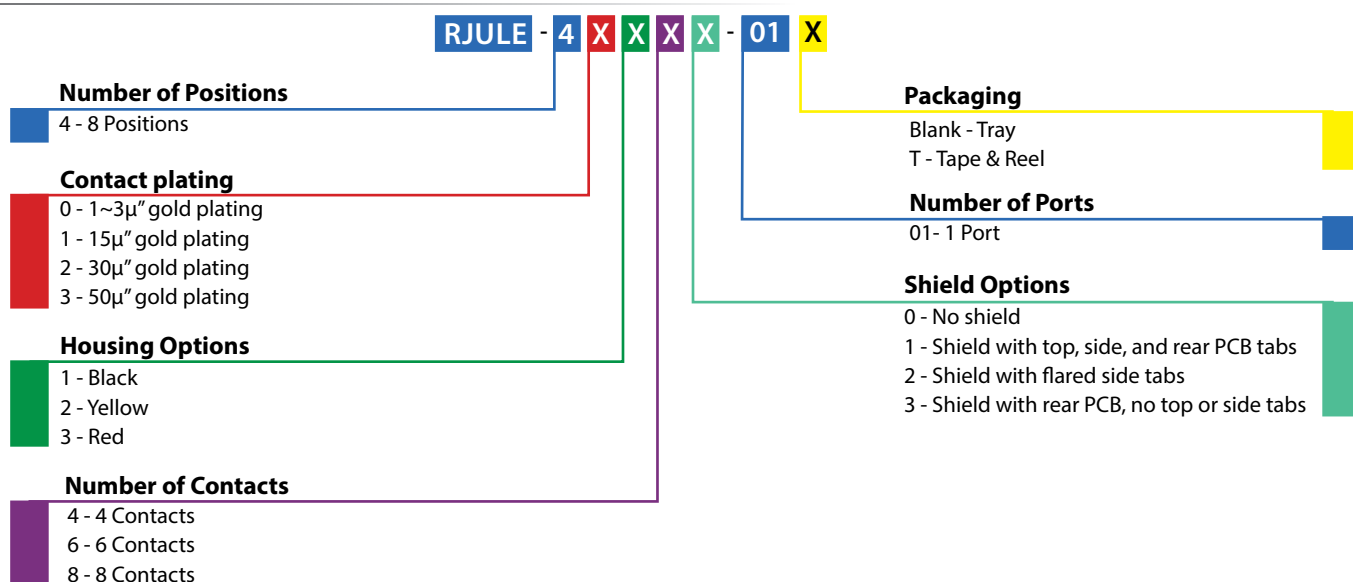 RJULE - 4 X X X X - 01 X
Number of Positions
4 - 8 Positions
Contact plating
0 - 1~3µ” gold plating
1 - 15µ” gold plating
2 - 30µ” gold plating
3 - 50µ” gold plating
Housing Options
1 - Black
2 - Yellow
3 - Red
Number of Contacts
4 - 4 Contacts
6 - 6 Contacts
8 - 8 Contacts
Packaging
Blank - Tray
T - Tape & Reel
Number of Ports
01- 1 Port
Shield Options
0 - No shield
1 - Shield with top, side, and rear PCB tabs
2 - Shield with flared side tabs
3 - Shield with rear PCB, no top or side tabs